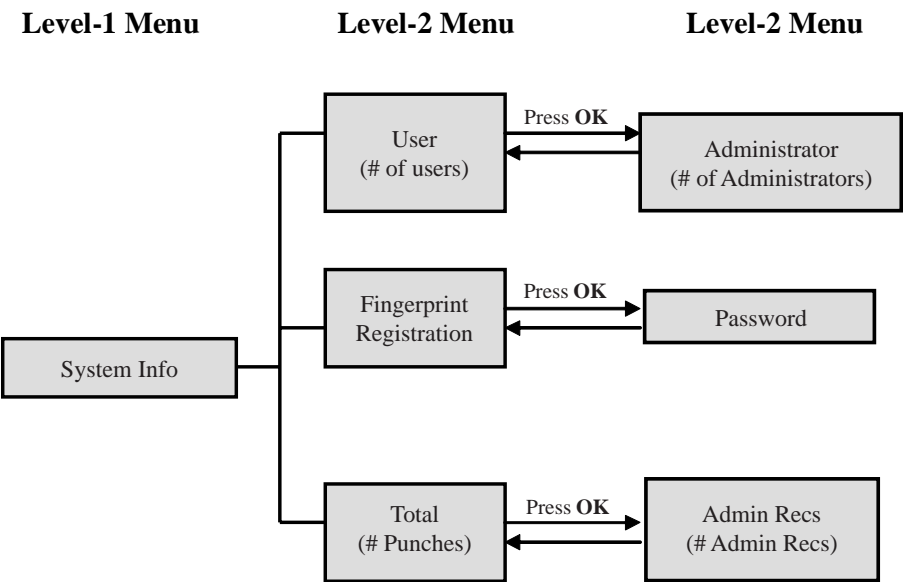 Level-1 Menu
Level-2 Menu
Level-2 Menu
User
(# of users)
Press OK
Administrator
(# of Administrators)
Fingerprint
Registration
Press OK
Password
System Info
Total
(# Punches)
Press OK
Admin Recs
(# Admin Recs)